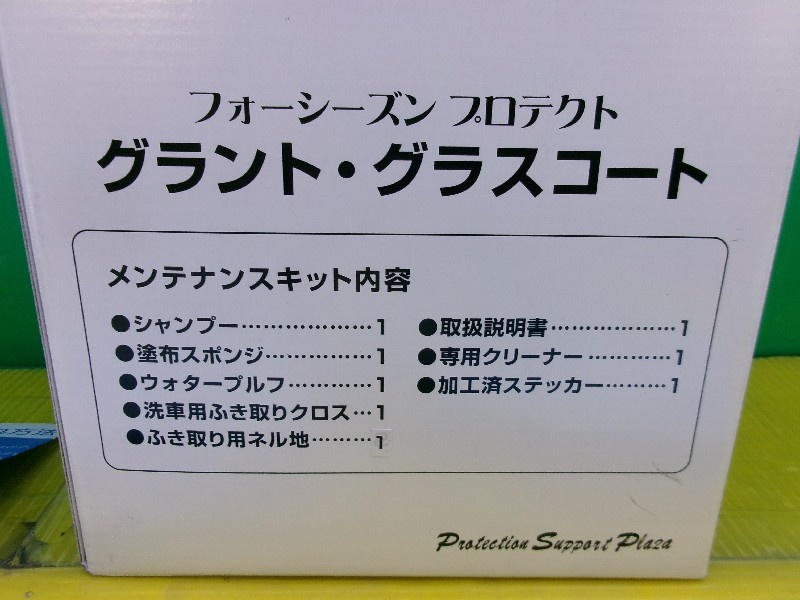 フォーシーズン プロテクト
グラント・グラスコート
メンテナンスキット内容
●シャンプー………………1
●塗布スポンジ……………1
●ウォータープルフ…………1
●洗車用ふき取りクロス…1
●ふき取り用ネル地………1
●取扱説明書………………1
●専用クリーナー…………1
●加工済ステッカー………1
Protection Support Plaza